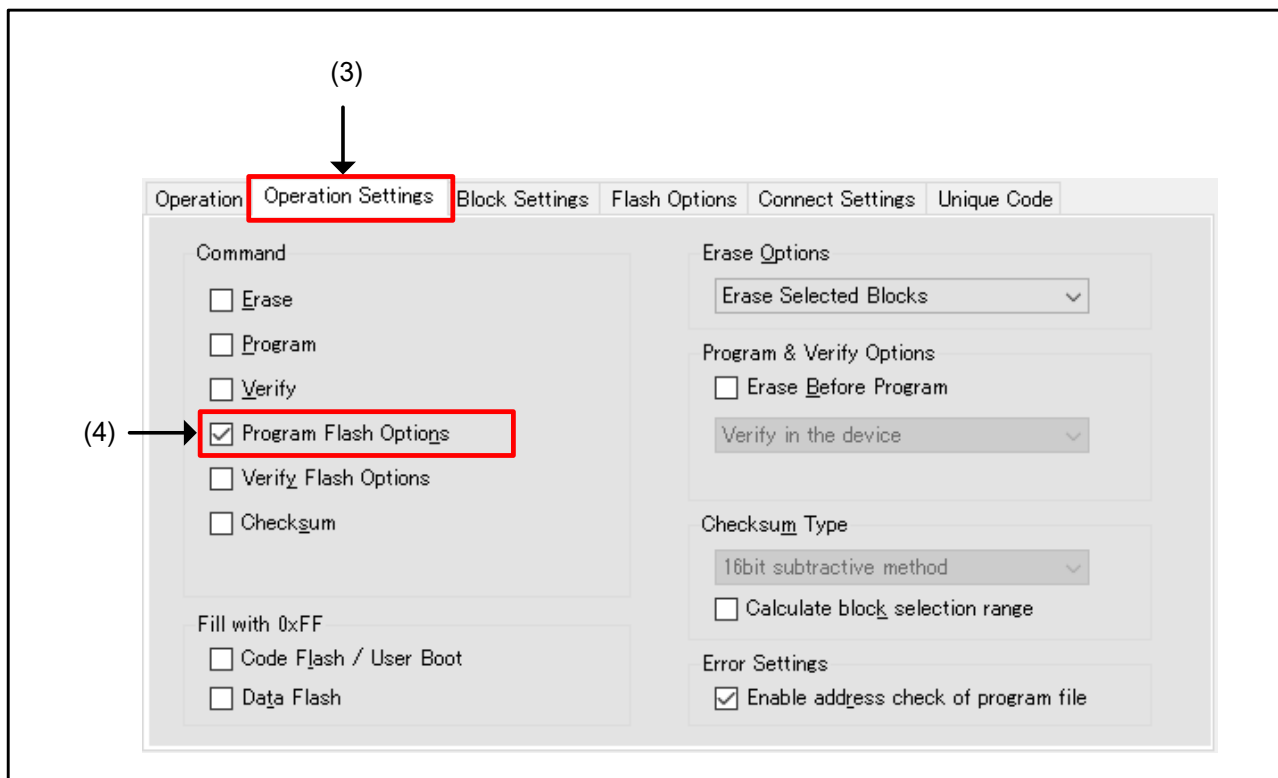 (3)
Operation
Operation Settings
Block Settings
Flash Options
Connect Settings
Unique Code
Command
Erase
Program
Verify
(4)
Program Flash Options
Verify Flash Options
Checksum
Fill with 0xFF
Code Flash / User Boot
Data Flash
Erase Options
Erase Selected Blocks
Program & Verify Options
Erase Before Program
Verify in the device
Checksum Type
16bit subtractive method
Calculate block selection range
Error Settings
Enable address check of program file